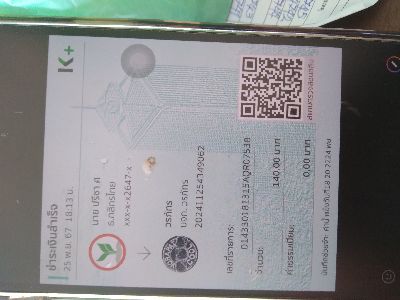 ชำระเงินสำเร็จ
25 พ.ย. 67 18:13 น.
K+
นาย ปรีชา ศ
ธ.กสิกรไทย
xxx-x-x2647-x
วรภัทร
บจก. วรภัทร
202411254349062
เลขที่รายการ:
014330181315AQR07538
จำนวน:
140.00 บาท
ค่าธรรมเนียม:
0.00 บาท
สแกนตรวจสอบสลิป
บันทึกช่วยจำ: